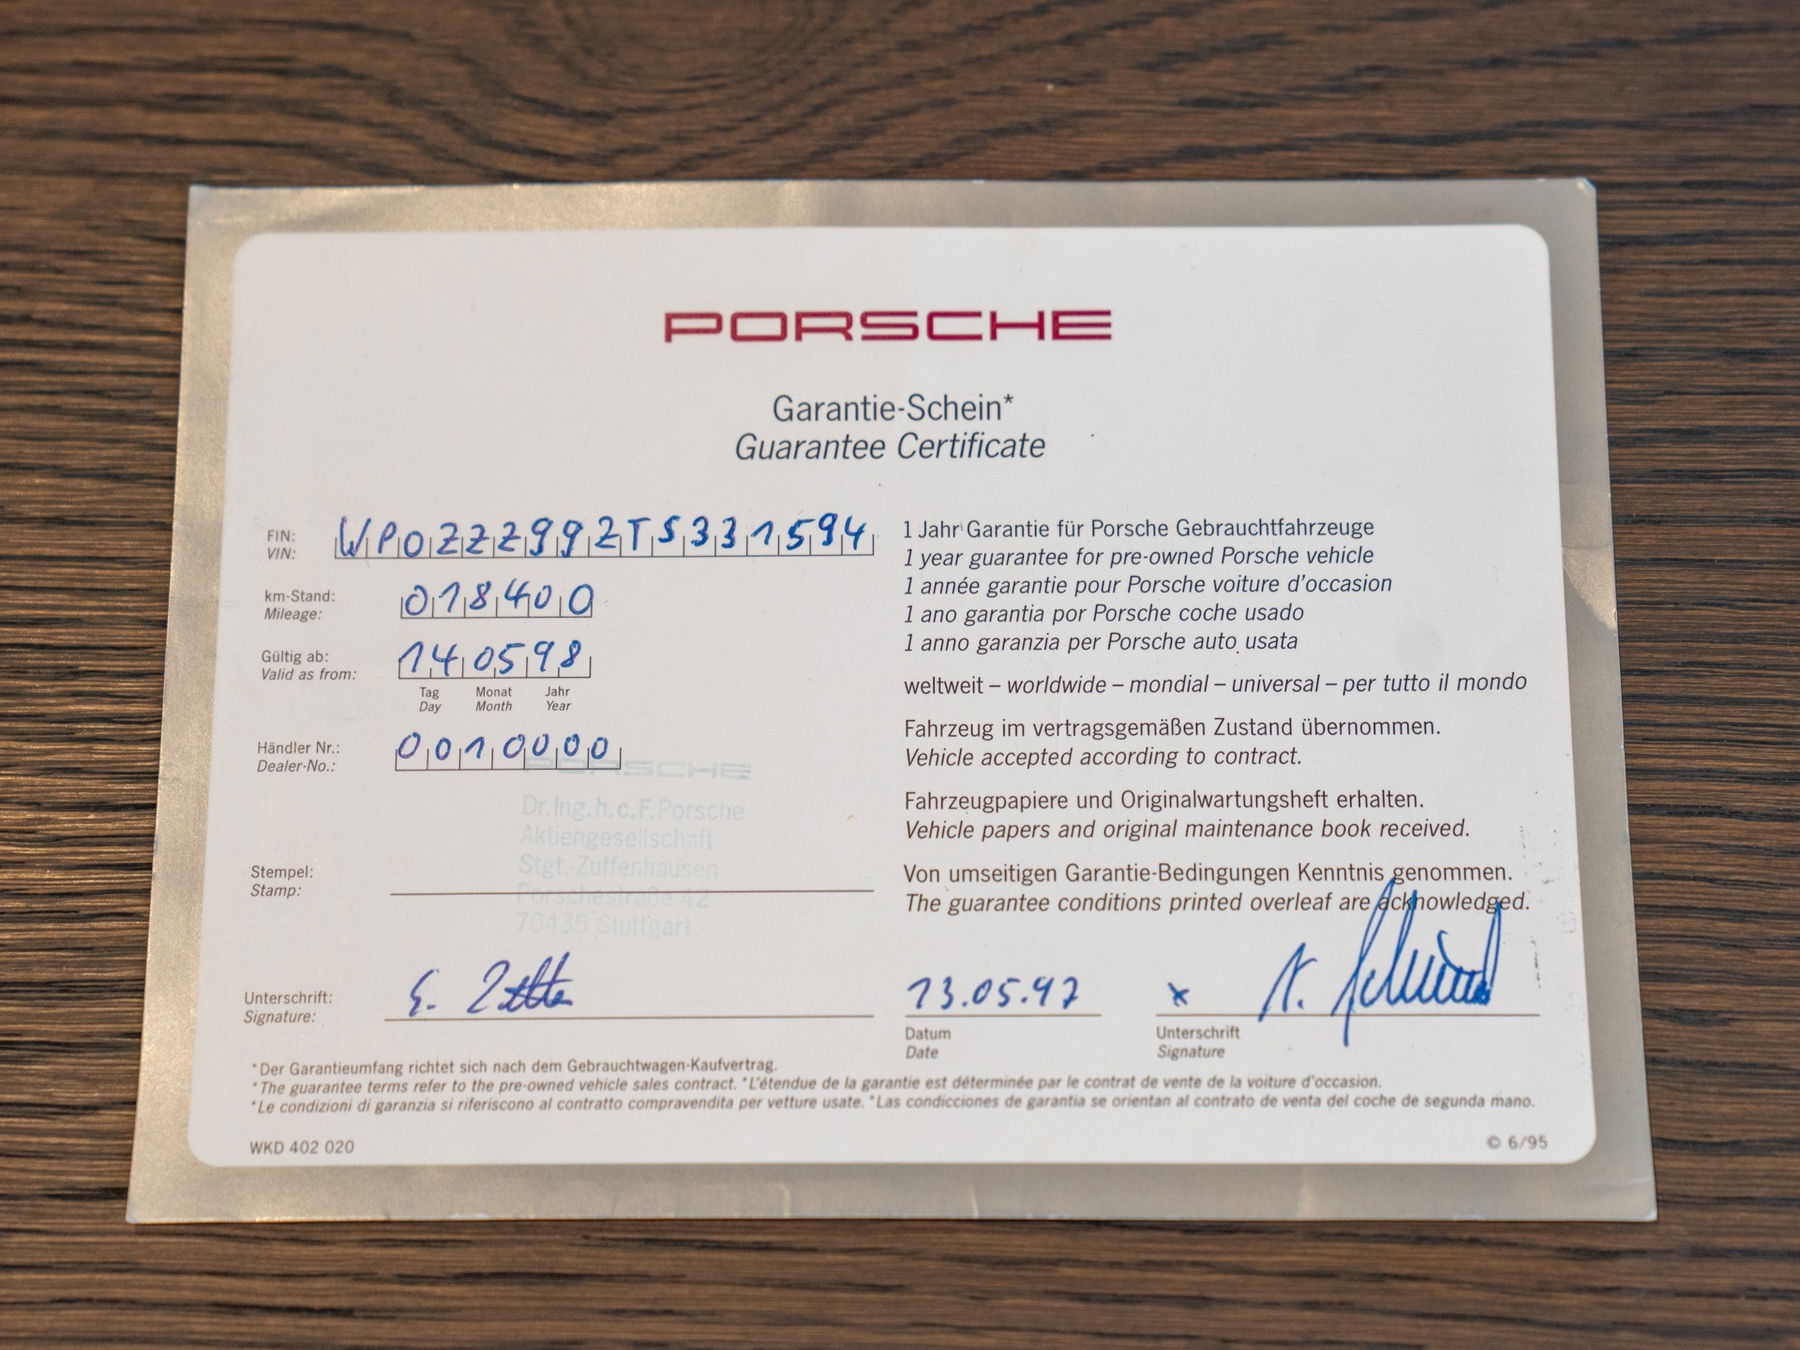 PORSCHE
Garantie-Schein*
Guarantee Certificate
FIN:
VIN:
WP0ZZZ99ZTS331594
km-Stand:
Mileage:
018400
Gültig ab:
Valid as from:
140598
Tag Monat Jahr
Day Month Year
Händler Nr.:
Dealer-No.:
0010000
PORSCHE
Dr.Ing.h.c.F.Porsche
Aktiengesellschaft
Stgt.-Zuffenhausen
Porschestraße 42
70435 Stuttgart
Stempel:
Stamp:
Unterschrift:
Signature:
1 Jahr Garantie für Porsche Gebrauchtfahrzeuge
1 year guarantee for pre-owned Porsche vehicle
1 année garantie pour Porsche voiture d'occasion
1 ano garantia por Porsche coche usado
1 anno garanzia per Porsche auto usata
weltweit – worldwide – mondial – universal – per tutto il mondo
Fahrzeug im vertragsgemäßen Zustand übernommen.
Vehicle accepted according to contract.
Fahrzeugpapiere und Originalwartungsheft erhalten.
Vehicle papers and original maintenance book received.
Von umseitigen Garantie-Bedingungen Kenntnis genommen.
The guarantee conditions printed overleaf are acknowledged.
13.05.97
Datum
Date
Unterschrift
Signature
*Der Garantieumfang richtet sich nach dem Gebrauchtwagen-Kaufvertrag.
*The guarantee terms refer to the pre-owned vehicle sales contract. *L'étendue de la garantie est déterminée par le contrat de vente de la voiture d'occasion.
*Le condizioni di garanzia si riferiscono al contratto compravendita per vetture usate. *Las condicciones de garantia se orientan al contrato de venta del coche de segunda mano.
WKD 402 020
© 6/95